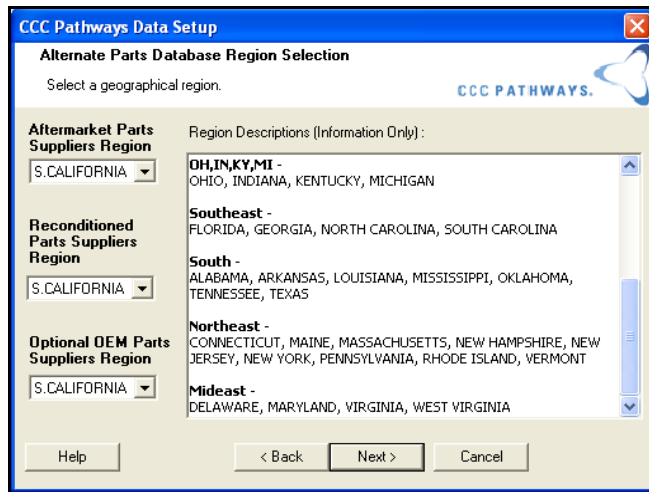 CCC Pathways Data Setup
Alternate Parts Database Region Selection
Select a geographical region.
CCC PATHWAYS.
Aftermarket Parts
Suppliers Region
S.CALIFORNIA
Reconditioned
Parts Suppliers
Region
S.CALIFORNIA
Optional OEM Parts
Suppliers Region
S.CALIFORNIA
Region Descriptions (Information Only) :
OH,IN,KY,MI -
OHIO, INDIANA, KENTUCKY, MICHIGAN
Southeast -
FLORIDA, GEORGIA, NORTH CAROLINA, SOUTH CAROLINA
South -
ALABAMA, ARKANSAS, LOUISIANA, MISSISSIPPI, OKLAHOMA,
TENNESSEE, TEXAS
Northeast -
CONNECTICUT, MAINE, MASSACHUSETTS, NEW HAMPSHIRE, NEW
JERSEY, NEW YORK, PENNSYLVANIA, RHODE ISLAND, VERMONT
Mideast -
DELAWARE, MARYLAND, VIRGINIA, WEST VIRGINIA
Help
< Back
Next >
Cancel